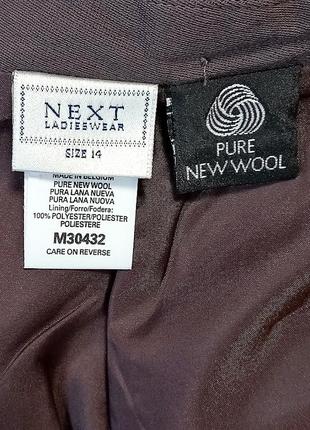 NEXT
LADIESWEAR
SIZE 14
MADE IN BELGIUM
PURE NEW WOOL
PURA LANA NUEVA
PURA LANA NUOVA
Lining/Forro/Fodera:
100% POLYESTER/POLIESTER
POLIESTERE
M30432
CARE ON REVERSE
PURE
NEW WOOL